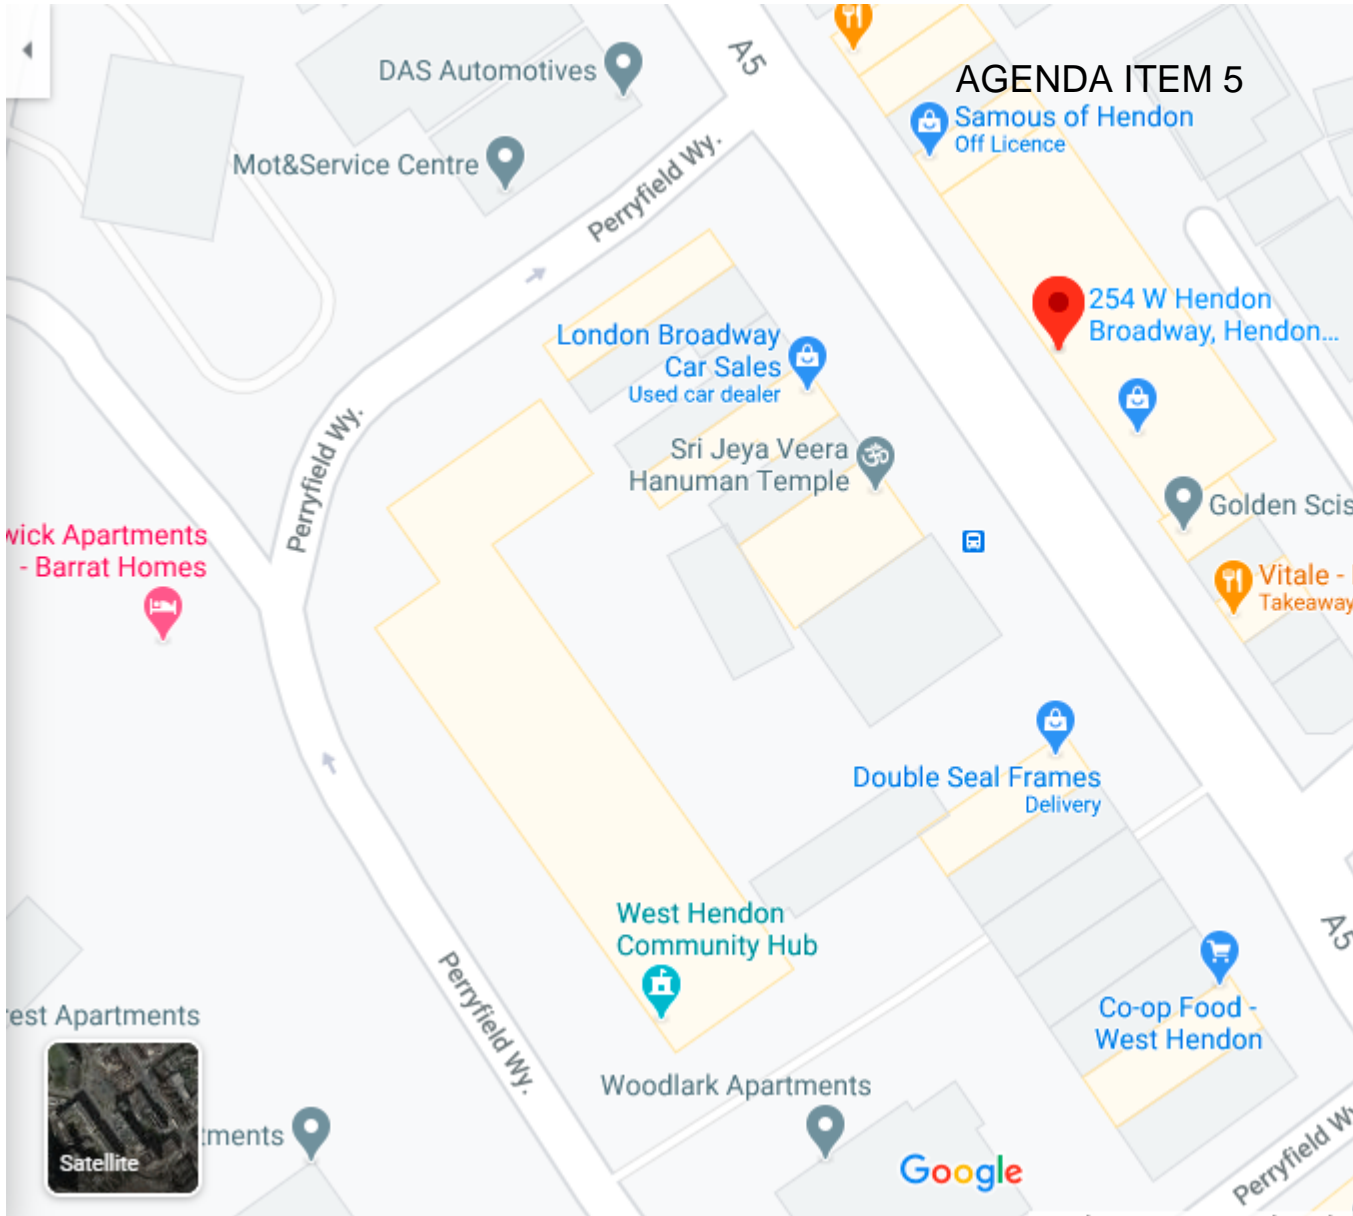 DAS Automotives
A5
AGENDA ITEM 5
Samous of Hendon
Off Licence
Mot&Service Centre
Perryfield Wy.
254 W Hendon
Broadway, Hendon...
London Broadway
Car Sales
Used car dealer
Perryfield Wy.
Sri Jeya Veera
Hanuman Temple
Golden Scis
wick Apartments
- Barrat Homes
Vitale -
Takeaway
Double Seal Frames
Delivery
West Hendon
Community Hub
A5
Perryfield Wy.
Co-op Food -
West Hendon
rest Apartments
Woodlark Apartments
tments
Satellite
Google
Perryfield Wy